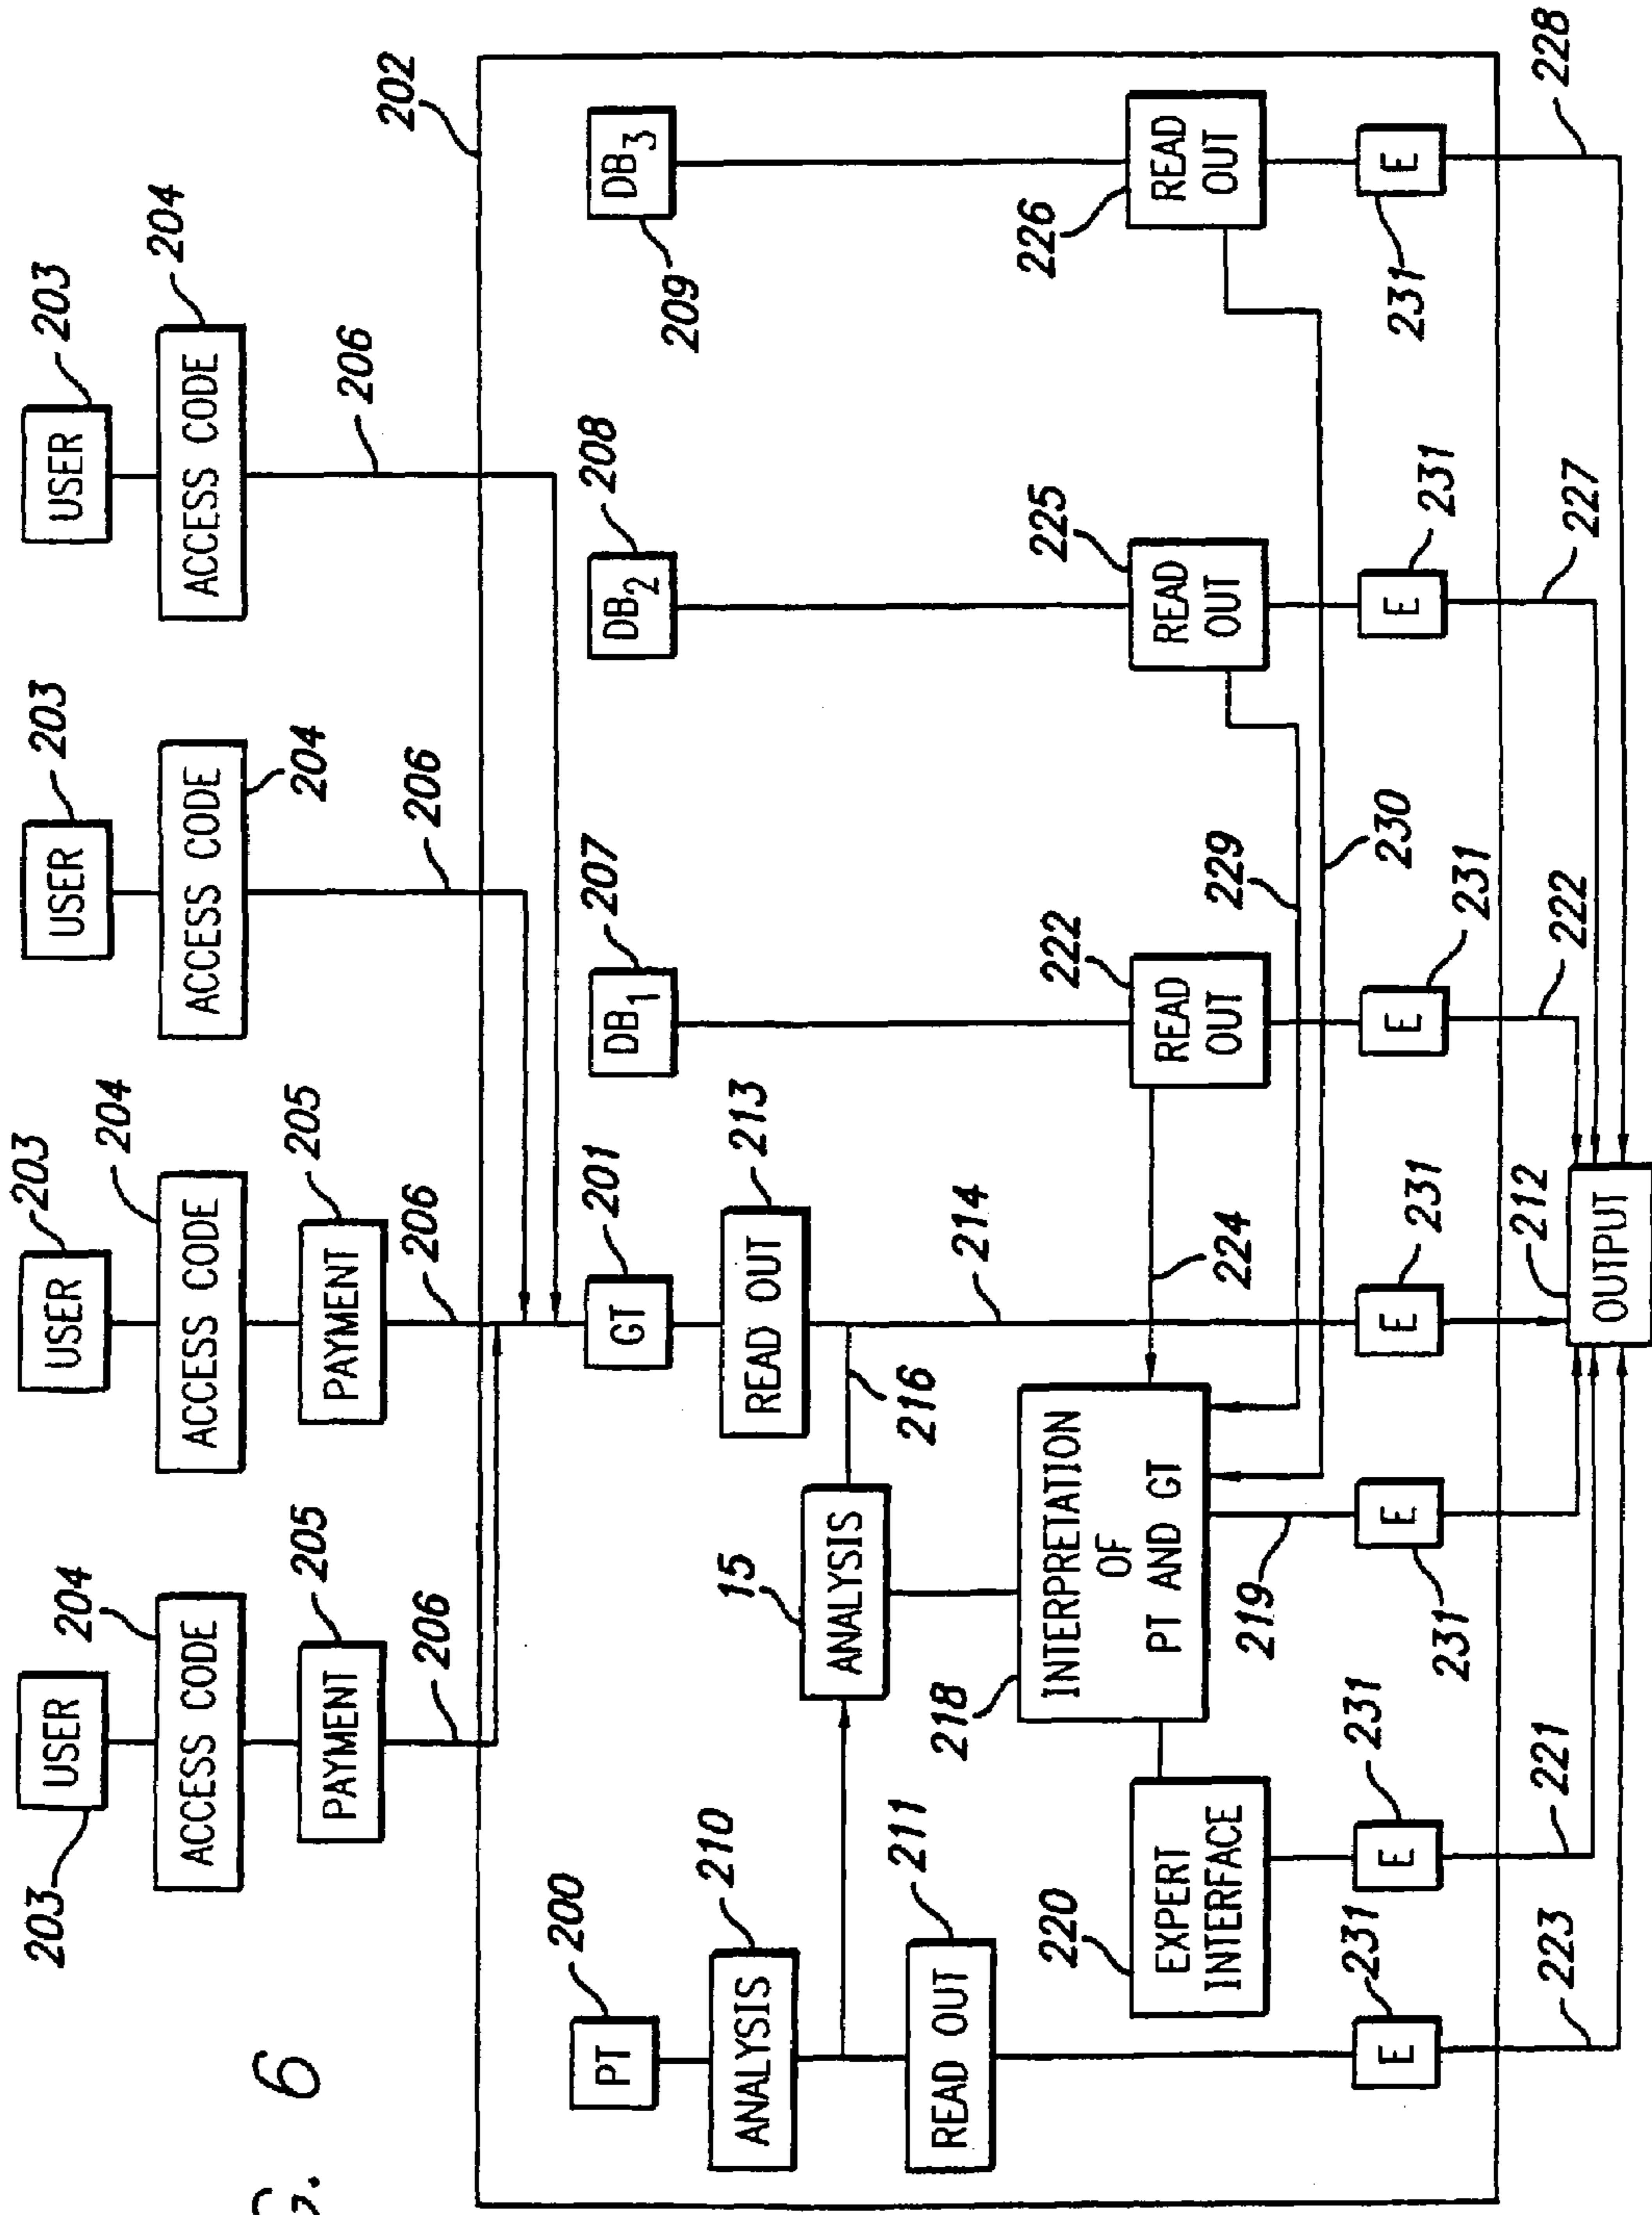 G. 6
203
USER
203
USER
203
USER
203
USER
204
ACCESS CODE
204
ACCESS CODE
204
ACCESS CODE
204
ACCESS CODE
205
PAYMENT
205
PAYMENT
206
206
206
206
202
200
PT
201
GT
207
DB1
208
DB2
209
DB3
210
ANALYSIS
213
READ OUT
15
ANALYSIS
216
211
READ OUT
214
218
INTERPRETATION
OF
PT AND GT
220
EXPERT
INTERFACE
224
222
READ
OUT
225
READ
OUT
226
READ
OUT
219
229
230
231
E
231
E
231
E
231
E
231
E
231
E
231
E
223
221
212
OUTPUT
222
227
228